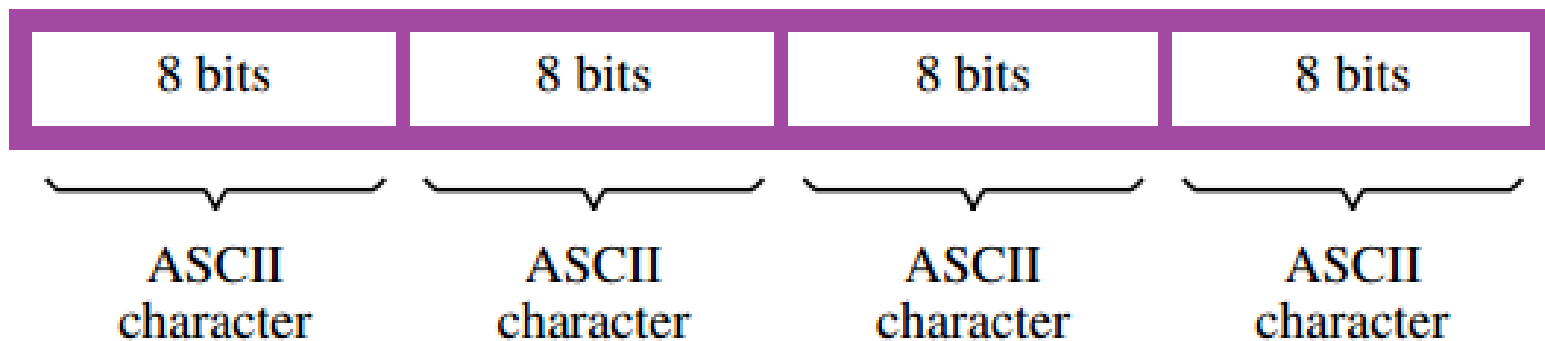 8 bits 8 bits 8 bits 8 bits
ASCII ASCII ASCII ASCII
character character character character